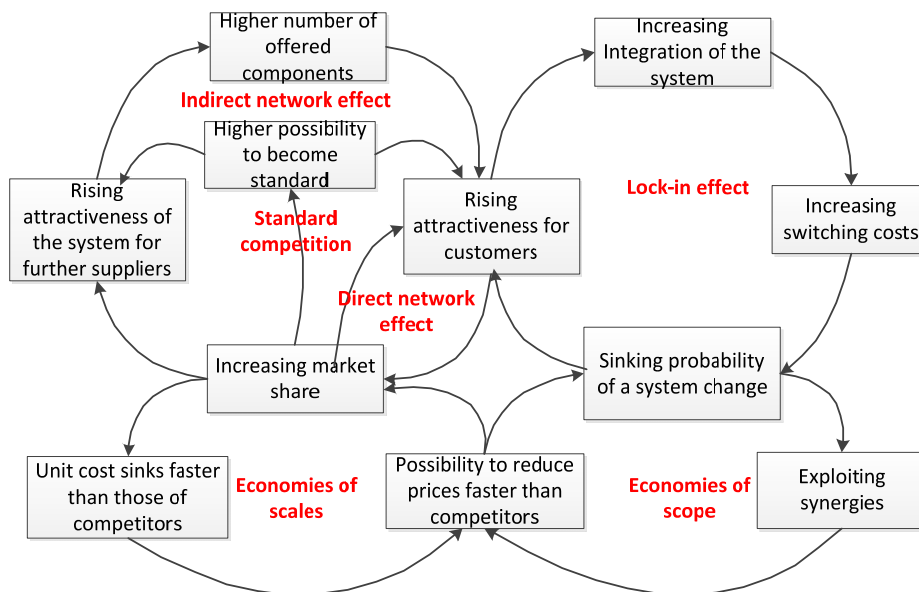 Higher number of
offered
components
Increasing
Integration of the
system
Indirect network effect
Higher possibility
to become
standard
Rising
attractiveness of
the system for
further suppliers
Rising
attractiveness for
customers
Lock-in effect
Increasing
switching costs
Standard
competition
Direct network
effect
Increasing market
share
Sinking probability
of a system change
Unit cost sinks faster
than those of
competitors
Economies of
scales
Possibility to reduce
prices faster than
competitors
Economies of
scope
Exploiting
synergies